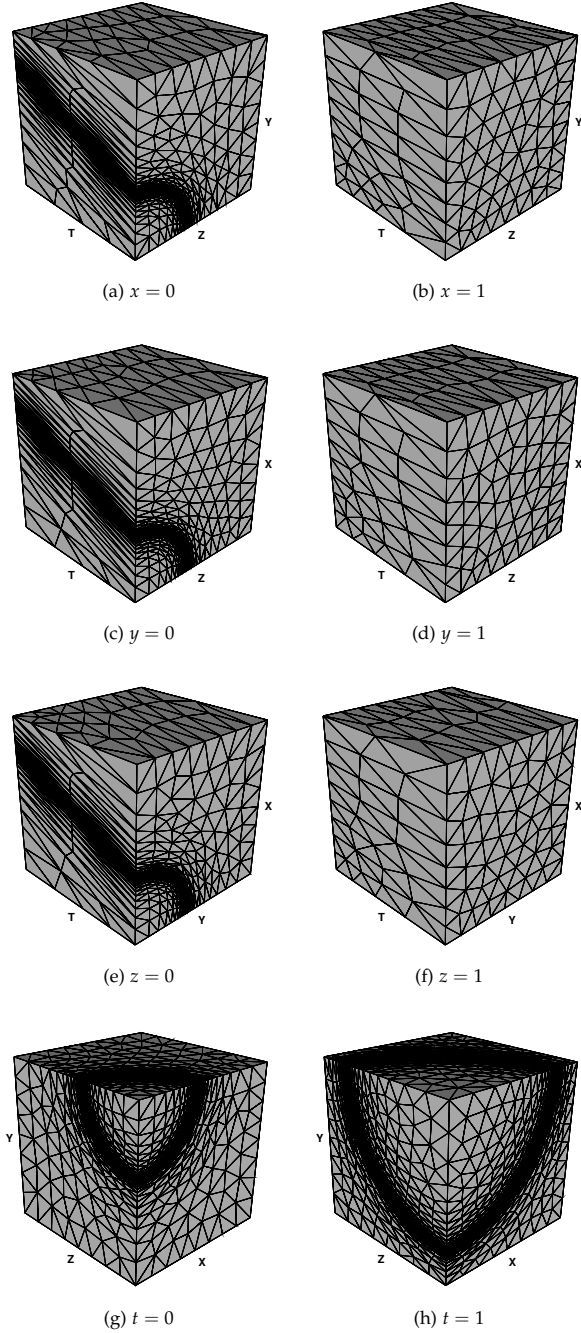 Y
Y
T
Z
T
Z
(a) x = 0
(b) x = 1
X
X
T
Z
T
Z
(c) y = 0
(d) y = 1
X
X
T
Y
T
Y
(e) z = 0
(f) z = 1
Y
Y
Z
X
Z
X
(g) t = 0
(h) t = 1